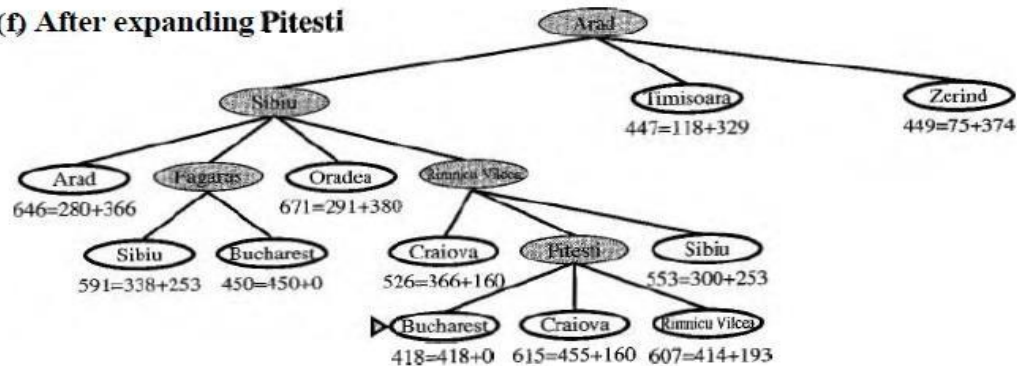 (f) After expanding Pitesti
Arad
Sibiu
Timisoara
Zerind
447=118+329
449=75+374
Arad
Fagaras
Oradea
Rimnicu Vilcea
646=280+366
671=291+380
Sibiu
Bucharest
Craiova
Pitesti
Sibiu
591=338+253
450=450+0
526=366+160
553=300+253
Bucharest
Craiova
Rimnicu Vilcea
418=418+0
615=455+160
607=414+193